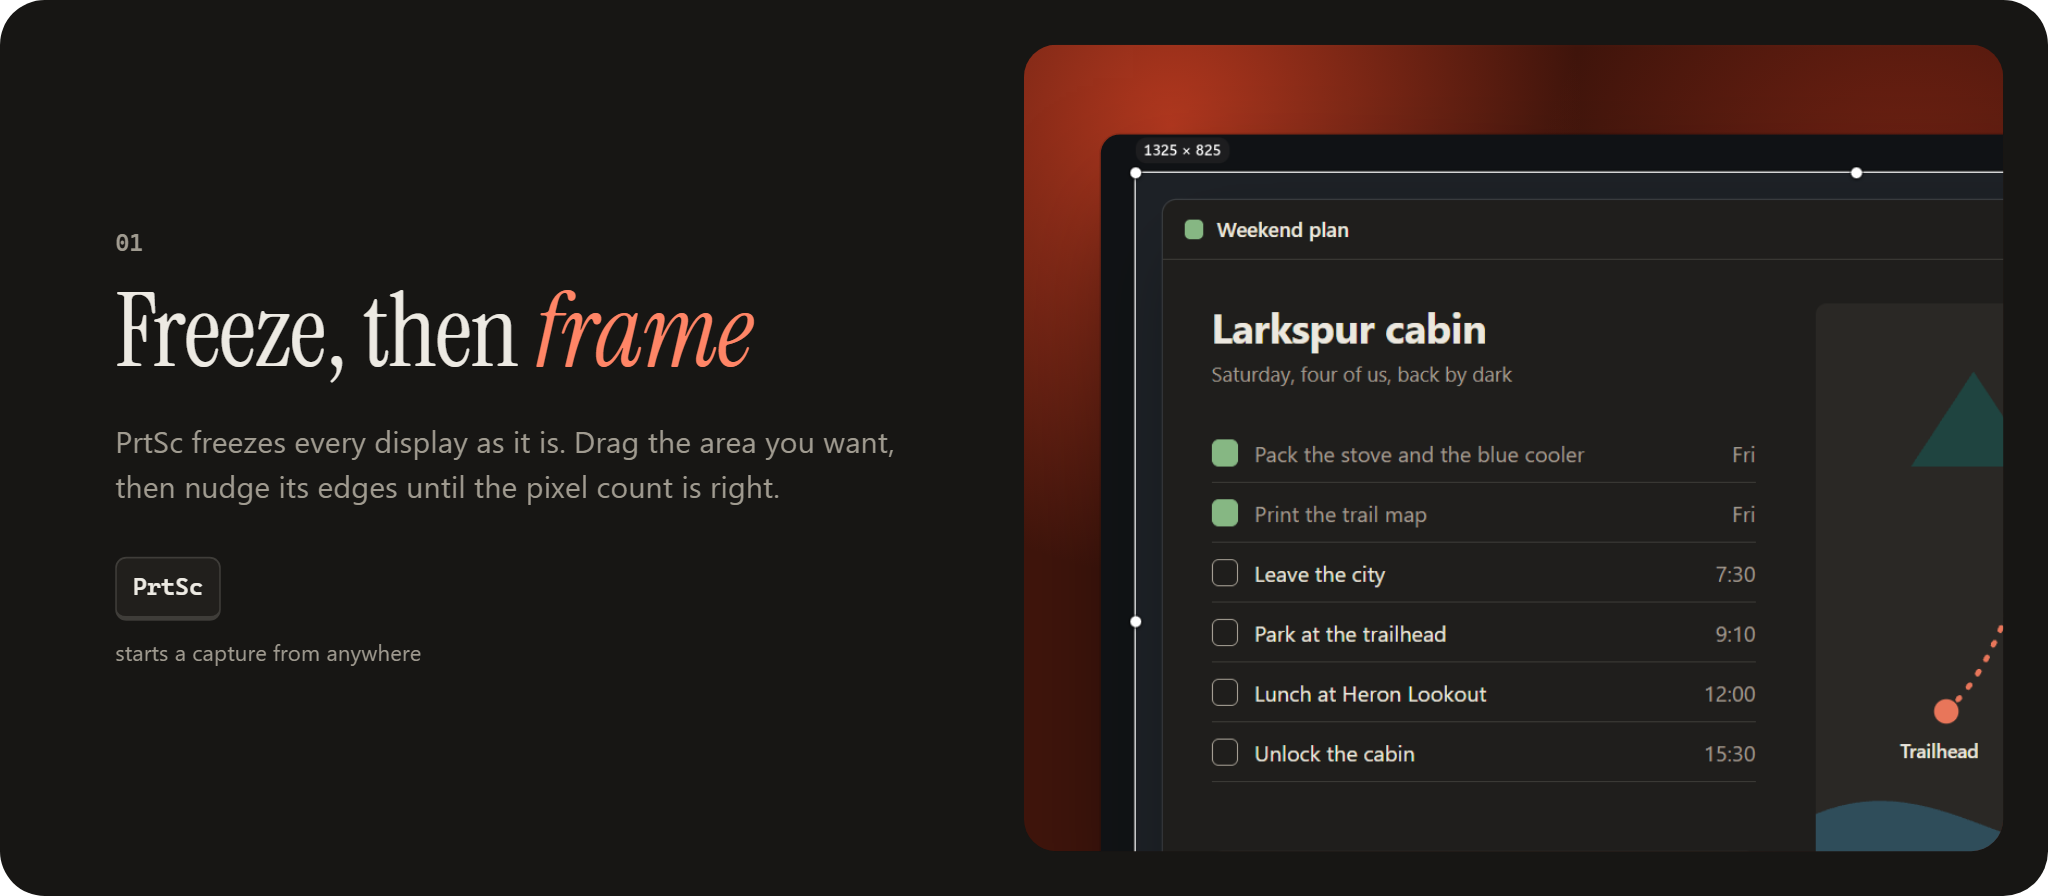 01
Freeze, then frame
PrtSc freezes every display as it is. Drag the area you want,
then nudge its edges until the pixel count is right.
PrtSc
starts a capture from anywhere
1325 × 825
Weekend plan
Larkspur cabin
Saturday, four of us, back by dark
Pack the stove and the blue cooler Fri
Print the trail map Fri
Leave the city 7:30
Park at the trailhead 9:10
Lunch at Heron Lookout 12:00
Unlock the cabin 15:30
Trailhead